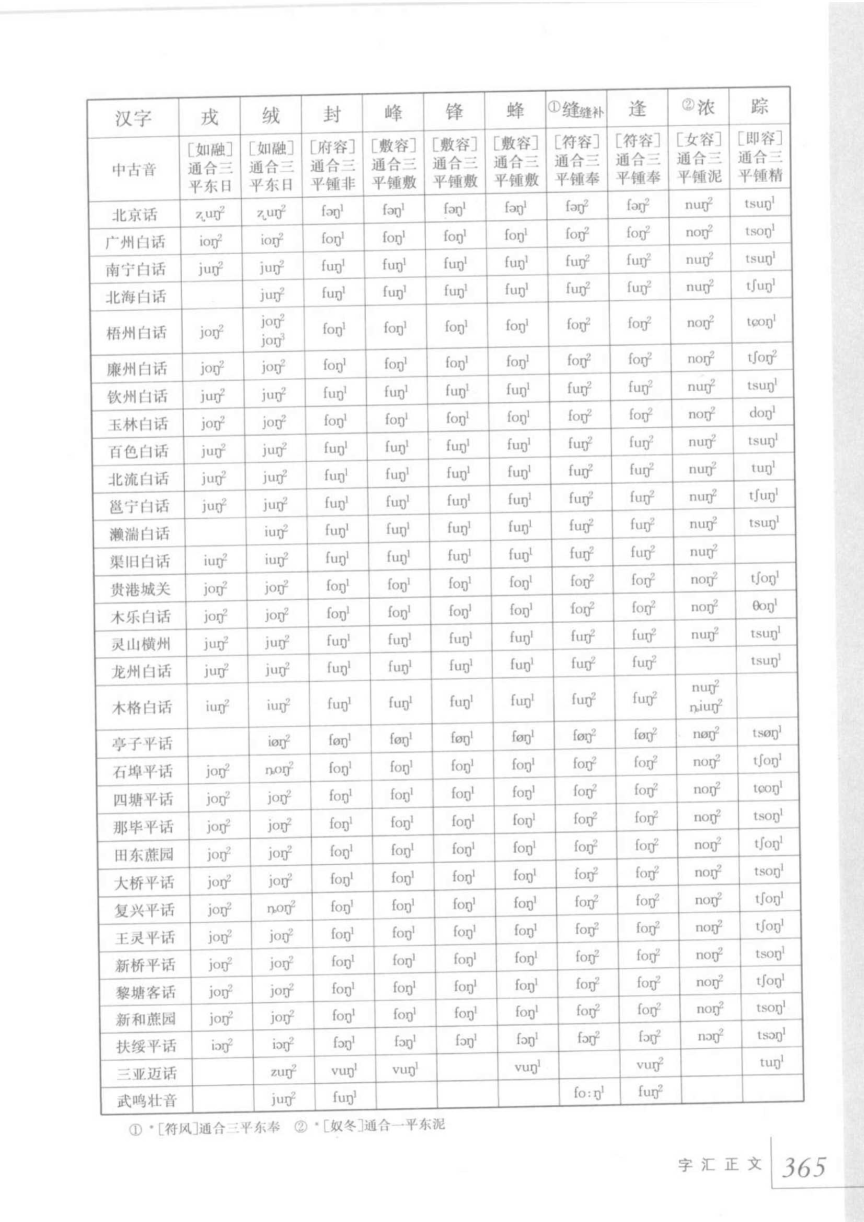 汉字 戎 绒 封 峰 锋 蜂 ①缝缝补 逢 ②浓 踪
中古音 [如融]通合三平东日 [如融]通合三平东日 [府容]通合三平锺非 [敷容]通合三平锺敷 [敷容]通合三平锺敷 [敷容]通合三平锺敷 [符容]通合三平锺奉 [符容]通合三平锺奉 [女容]通合三平锺泥 [即容]通合三平锺精
北京话 ʐuŋ² ʐuŋ² fəŋ¹ fəŋ¹ fəŋ¹ fəŋ¹ fəŋ² fəŋ² nuŋ² tsuŋ¹
广州白话 ioŋ² ioŋ² foŋ¹ foŋ¹ foŋ¹ foŋ¹ foŋ² foŋ² noŋ² tsoŋ¹
南宁白话 juŋ² juŋ² fuŋ¹ fuŋ¹ fuŋ¹ fuŋ¹ fuŋ² fuŋ² nuŋ² tsuŋ¹
北海白话 juŋ² fuŋ¹ fuŋ¹ fuŋ¹ fuŋ¹ fuŋ² fuŋ² nuŋ² tʃuŋ¹
梧州白话 joŋ² joŋ² joŋ³ foŋ¹ foŋ¹ foŋ¹ foŋ¹ foŋ² foŋ² noŋ² tɕoŋ¹
廉州白话 joŋ² joŋ² foŋ¹ foŋ¹ foŋ¹ foŋ¹ foŋ² foŋ² noŋ² tʃoŋ²
钦州白话 juŋ² juŋ² fuŋ¹ fuŋ¹ fuŋ¹ fuŋ¹ fuŋ² fuŋ² nuŋ² tsuŋ¹
玉林白话 joŋ² joŋ² foŋ¹ foŋ¹ foŋ¹ foŋ¹ foŋ² foŋ² noŋ² doŋ¹
百色白话 juŋ² juŋ² fuŋ¹ fuŋ¹ fuŋ¹ fuŋ¹ fuŋ² fuŋ² nuŋ² tsuŋ¹
北流白话 juŋ² juŋ² fuŋ¹ fuŋ¹ fuŋ¹ fuŋ¹ fuŋ² fuŋ² nuŋ² tuŋ¹
邕宁白话 juŋ² juŋ² fuŋ¹ fuŋ¹ fuŋ¹ fuŋ¹ fuŋ² fuŋ² nuŋ² tʃuŋ¹
濑湍白话 iuŋ² fuŋ¹ fuŋ¹ fuŋ¹ fuŋ¹ fuŋ² fuŋ² nuŋ² tsuŋ¹
渠旧白话 iuŋ² iuŋ² fuŋ¹ fuŋ¹ fuŋ¹ fuŋ¹ fuŋ² fuŋ² nuŋ²
贵港城关 joŋ² joŋ² foŋ¹ foŋ¹ foŋ¹ foŋ¹ foŋ² foŋ² noŋ² tʃoŋ¹
木乐白话 joŋ² joŋ² foŋ¹ foŋ¹ foŋ¹ foŋ¹ foŋ² foŋ² noŋ² θoŋ¹
灵山横州 juŋ² juŋ² fuŋ¹ fuŋ¹ fuŋ¹ fuŋ¹ fuŋ² fuŋ² nuŋ² tsuŋ¹
龙州白话 juŋ² juŋ² fuŋ¹ fuŋ¹ fuŋ¹ fuŋ¹ fuŋ² fuŋ² tsuŋ¹
木格白话 iuŋ² iuŋ² fuŋ¹ fuŋ¹ fuŋ¹ fuŋ¹ fuŋ² fuŋ² nuŋ² ȵiuŋ²
亭子平话 iøŋ² føŋ¹ føŋ¹ føŋ¹ føŋ¹ føŋ² føŋ² nøŋ² tsøŋ¹
石埠平话 joŋ² ȵoŋ² foŋ¹ foŋ¹ foŋ¹ foŋ¹ foŋ² foŋ² noŋ² tʃoŋ¹
四塘平话 joŋ² joŋ² foŋ¹ foŋ¹ foŋ¹ foŋ¹ foŋ² foŋ² noŋ² tɕoŋ¹
那毕平话 joŋ² joŋ² foŋ¹ foŋ¹ foŋ¹ foŋ¹ foŋ² foŋ² noŋ² tsoŋ¹
田东蔗园 joŋ² joŋ² foŋ¹ foŋ¹ foŋ¹ foŋ¹ foŋ² foŋ² noŋ² tʃoŋ¹
大桥平话 joŋ² joŋ² foŋ¹ foŋ¹ foŋ¹ foŋ¹ foŋ² foŋ² noŋ² tsoŋ¹
复兴平话 joŋ² ȵoŋ² foŋ¹ foŋ¹ foŋ¹ foŋ¹ foŋ² foŋ² noŋ² tʃoŋ¹
王灵平话 joŋ² joŋ² foŋ¹ foŋ¹ foŋ¹ foŋ¹ foŋ² foŋ² noŋ² tʃoŋ¹
新桥平话 joŋ² joŋ² foŋ¹ foŋ¹ foŋ¹ foŋ¹ foŋ² foŋ² noŋ² tsoŋ¹
黎塘客话 joŋ² joŋ² foŋ¹ foŋ¹ foŋ¹ foŋ¹ foŋ² foŋ² noŋ² tʃoŋ¹
新和蔗园 joŋ² joŋ² foŋ¹ foŋ¹ foŋ¹ foŋ¹ foŋ² foŋ² noŋ² tsoŋ¹
扶绥平话 iəŋ² iəŋ² fəŋ¹ fəŋ¹ fəŋ¹ fəŋ¹ fəŋ² fəŋ² nəŋ² tsəŋ¹
三亚迈话 zuŋ² vuŋ¹ vuŋ¹ vuŋ¹ vuŋ² tuŋ¹
武鸣壮音 juŋ² fuŋ¹ fo:ŋ¹ fuŋ²
① *[符风]通合三平东奉 ② *[奴冬]通合一平东泥
字汇正文 365